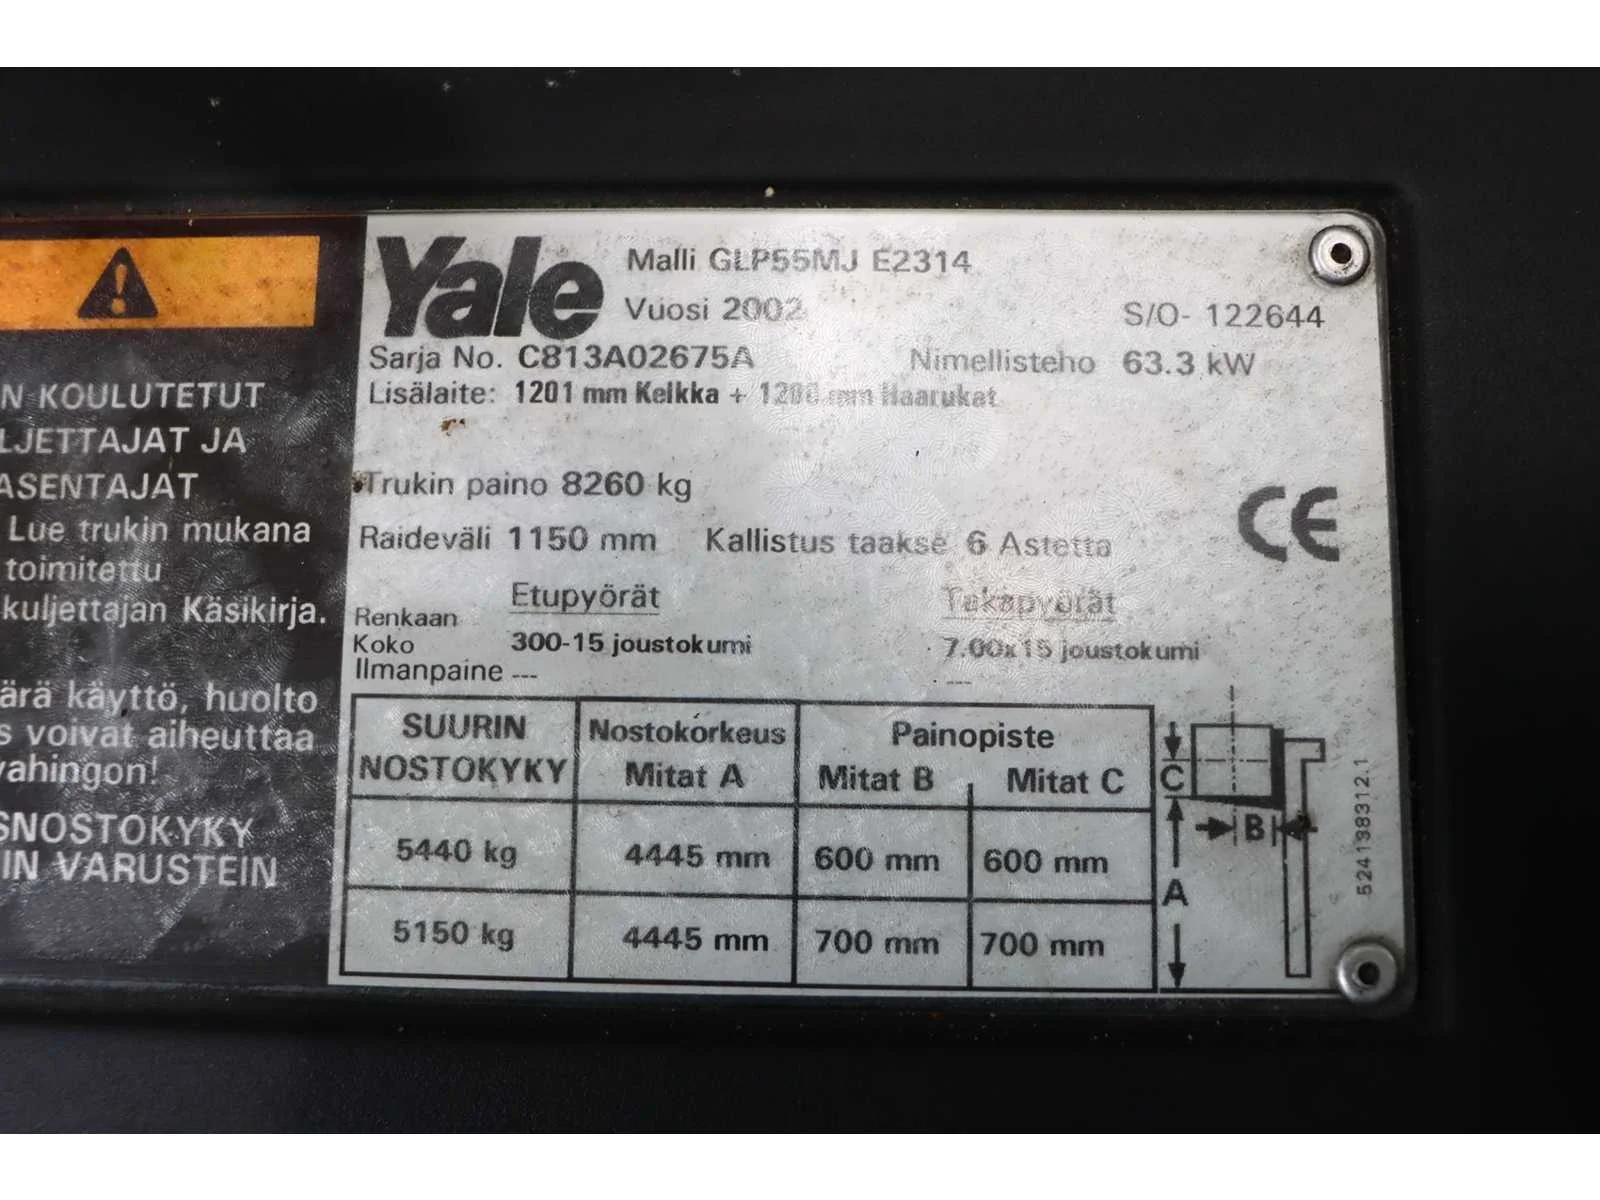 N KOULUTETUT
LJETTAJAT JA
ASENTAJAT
Lue trukin mukana
toimitettu
kuljettajan Käsikirja.
ärä käyttö, huolto
s voivat aiheuttaa
vahingon!
SNOSTOKYKY
IN VARUSTEIN
Yale
Malli GLP55MJ E2314
Vuosi 2002
S/O- 122644
Sarja No. C813A02675A
Nimellisteho 63.3 kW
Lisälaite: 1201 mm Kelkka + 1200 mm Haarukat
Trukin paino 8260 kg
Raideväli 1150 mm Kallistus taakse 6 Astetta
CE
Etupyörät Takapyörät
Renkaan
Koko 300-15 joustokumi 7.00x15 joustokumi
Ilmanpaine --- ---
SUURIN NOSTOKYKY
Nostokorkeus Mitat A
Painopiste
Mitat B Mitat C
5440 kg 4445 mm 600 mm 600 mm
5150 kg 4445 mm 700 mm 700 mm
C
B
A
524138312.1